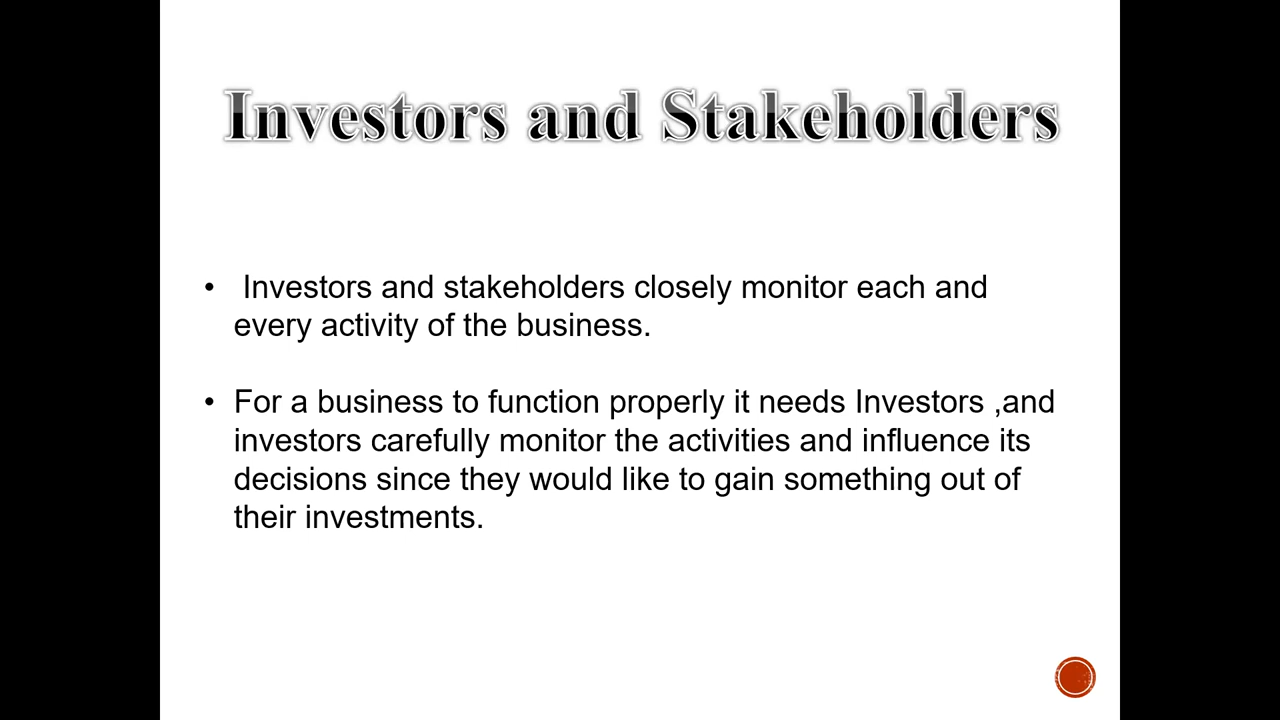 Investors and Stakeholders
• Investors and stakeholders closely monitor each and
every activity of the business.
• For a business to function properly it needs Investors ,and
investors carefully monitor the activities and influence its
decisions since they would like to gain something out of
their investments.